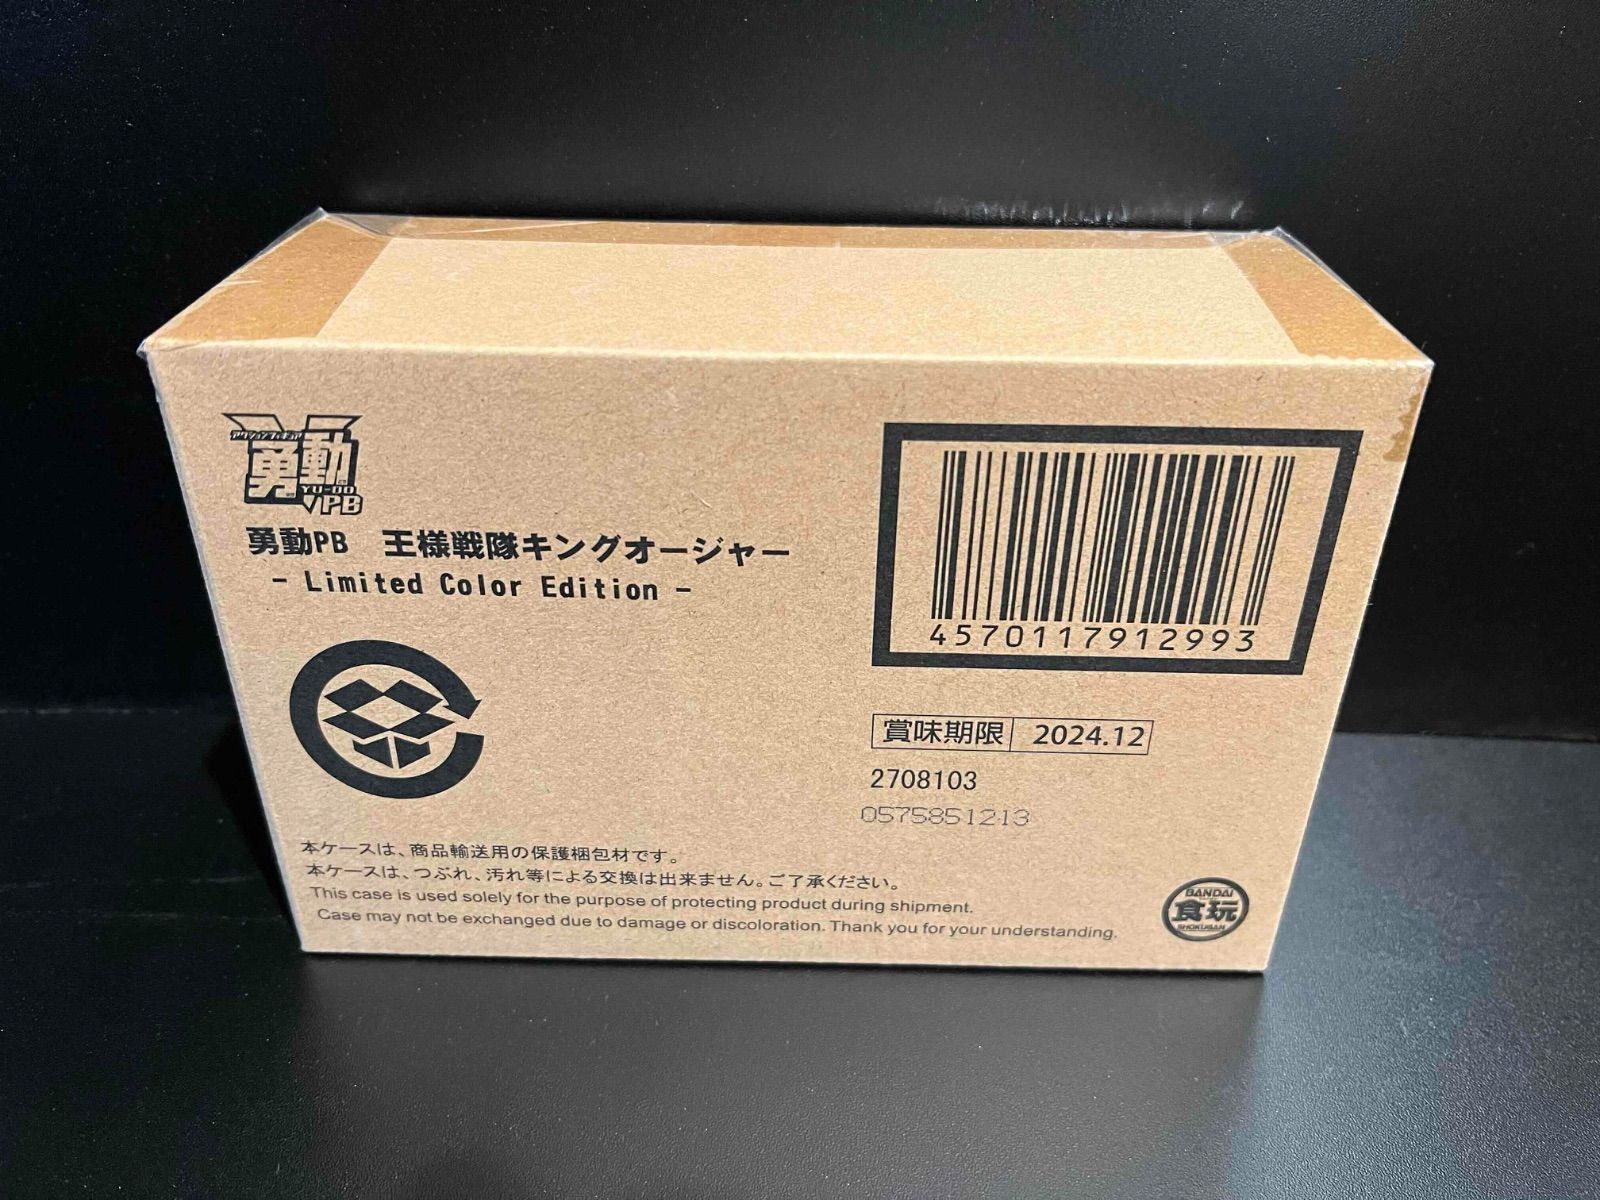 アクションフィギュア
勇動
YU-DO
PB
勇動PB 王様戦隊キングオージャー
- Limited Color Edition -
4570117912993
賞味期限 2024.12
2708103
0575851213
本ケースは、商品輸送用の保護梱包材です。
本ケースは、つぶれ、汚れ等による交換は出来ません。ご了承ください。
This case is used solely for the purpose of protecting product during shipment.
Case may not be exchanged due to damage or discoloration. Thank you for your understanding.
BANDAI
食玩
SHOKUGAN